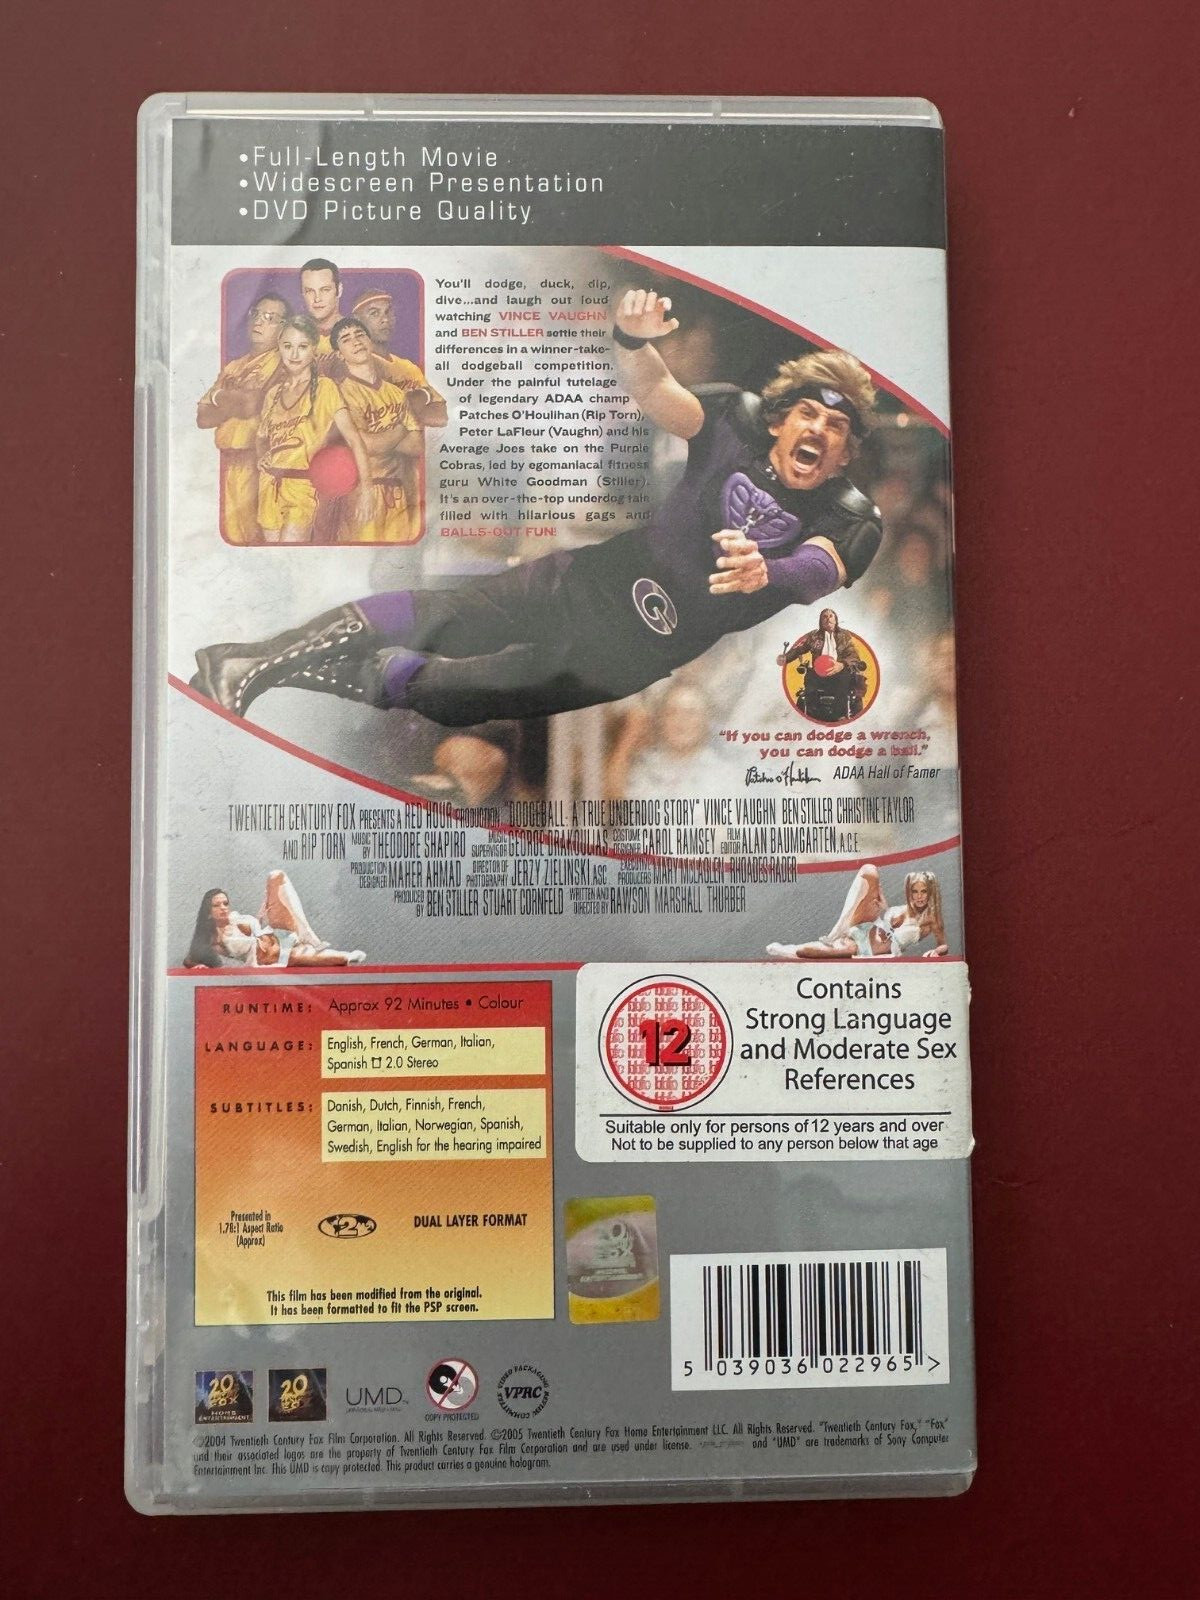 •Full-Length Movie
•Widescreen Presentation
•DVD Picture Quality
You'll dodge, duck, dip,
dive...and laugh out loud
watching VINCE VAUGHN
and BEN STILLER settle their
differences in a winner-take-
all dodgeball competition.
Under the painful tutelage
of legendary ADAA champ
Patches O'Houlihan (Rip Torn),
Peter LaFleur (Vaughn) and his
Average Joes take on the Purple
Cobras, led by egomaniacal fitness
guru White Goodman (Stiller).
It's an over-the-top underdog tale
filled with hilarious gags and
BALLS-OUT FUN!
"If you can dodge a wrench,
you can dodge a ball."
Patches O'Houlihan ADAA Hall of Famer
TWENTIETH CENTURY FOX PRESENTS A RED HOUR PRODUCTION "DODGEBALL: A TRUE UNDERDOG STORY" VINCE VAUGHN BEN STILLER CHRISTINE TAYLOR
AND RIP TORN MUSIC BY THEODORE SHAPIRO MUSIC SUPERVISOR GEORGE DRAKOULIAS COSTUME DESIGNER CAROL RAMSEY FILM EDITOR ALAN BAUMGARTEN, A.C.E.
PRODUCTION DESIGNER MAHER AHMAD DIRECTOR OF PHOTOGRAPHY JERZY ZIELINSKI, ASC EXECUTIVE PRODUCERS MARY MCLAGLEN RHOADES RADER
PRODUCED BY BEN STILLER STUART CORNFELD WRITTEN AND DIRECTED BY RAWSON MARSHALL THURBER
RUNTIME: Approx 92 Minutes • Colour
LANGUAGE: English, French, German, Italian,
Spanish 2.0 Stereo
SUBTITLES: Danish, Dutch, Finnish, French,
German, Italian, Norwegian, Spanish,
Swedish, English for the hearing impaired
Presented in
1.78:1 Aspect Ratio
(Approx)
2
DUAL LAYER FORMAT
This film has been modified from the original.
It has been formatted to fit the PSP screen.
12
Contains
Strong Language
and Moderate Sex
References
Suitable only for persons of 12 years and over
Not to be supplied to any person below that age
5 039036 022965 >
20th CENTURY FOX
HOME ENTERTAINMENT
20th CENTURY FOX
UMD
COPY PROTECTED
VIDEO PACKAGING REVIEW COMMITTEE
VPRC
©2004 Twentieth Century Fox Film Corporation. All Rights Reserved. ©2005 Twentieth Century Fox Home Entertainment LLC. All Rights Reserved. "Twentieth Century Fox," "Fox"
and their associated logos are the property of Twentieth Century Fox Film Corporation and are used under license. and "UMD" are trademarks of Sony Computer
Entertainment Inc. This UMD is copy protected. This product carries a genuine hologram.